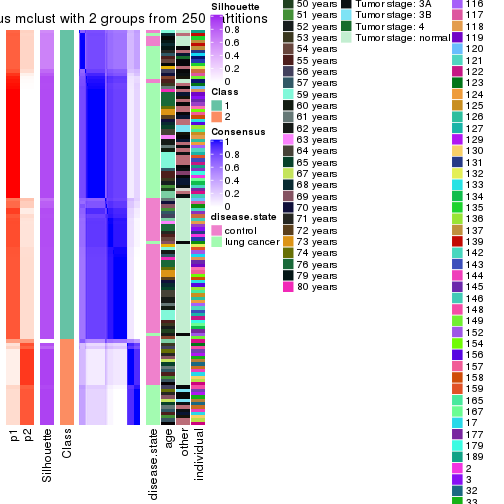 us mclust with 2 groups from 250
titions
p1
p2
Silhouette
Class
disease.state
age
other
individual
Silhouette
1
0.8
0.6
0.4
0.2
0
Class
1
2
Consensus
1
0.8
0.6
0.4
0.2
0
disease.state
control
lung cancer
50 years
51 years
52 years
53 years
54 years
55 years
56 years
57 years
59 years
60 years
61 years
62 years
63 years
64 years
65 years
67 years
68 years
69 years
70 years
71 years
72 years
73 years
74 years
76 years
79 years
80 years
Tumor stage: 3A
Tumor stage: 3B
Tumor stage: 4
Tumor stage: normal
116
117
118
119
120
121
122
123
124
125
126
127
129
130
131
132
133
134
135
136
137
139
142
143
144
145
146
148
149
152
154
156
157
158
159
165
167
17
177
179
189
2
3
32
33